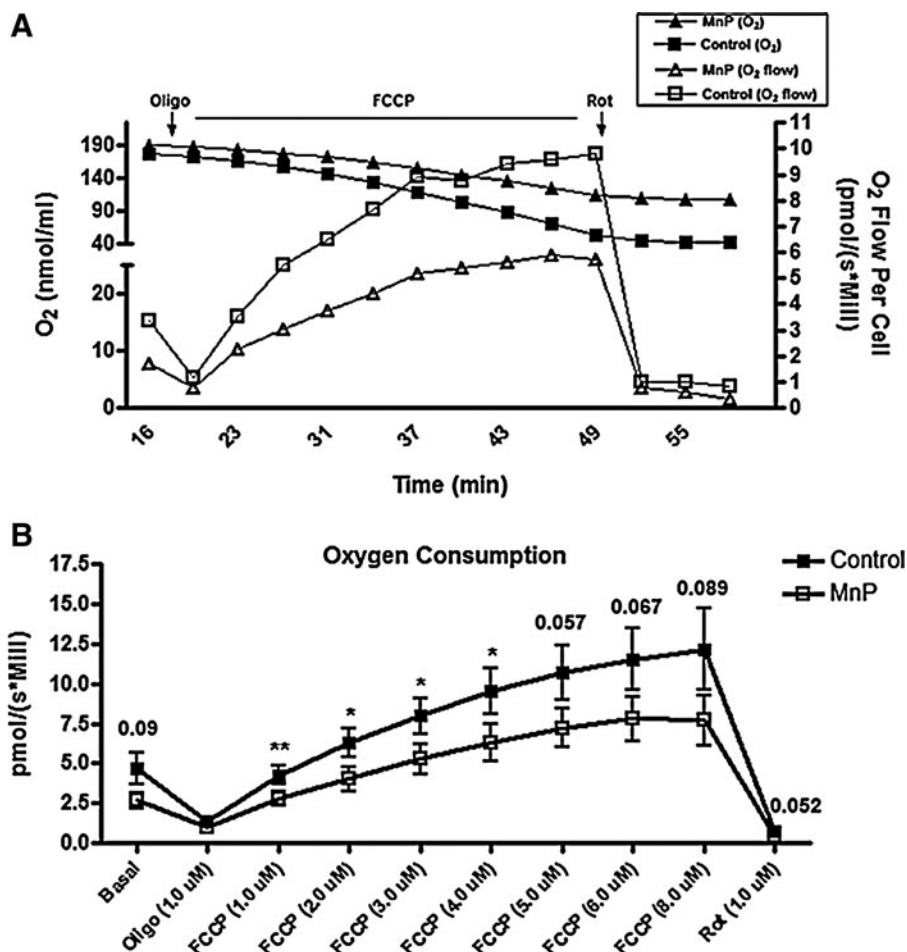 A
MnP (O₂)
Control (O₂)
MnP (O₂ flow)
Control (O₂ flow)
Oligo
FCCP
Rot
190
140
90
40
20
10
0
O₂ (nmol/ml)
11
10
9
8
7
6
5
4
3
2
1
0
O₂ Flow Per Cell
(pmol/(s*Mill)
16
23
31
37
43
49
55
Time (min)
B
Oxygen Consumption
Control
MnP
17.5
15.0
12.5
10.0
7.5
5.0
2.5
0.0
pmol/(s*Mill)
0.09
**
*
*
*
0.057
0.067
0.089
0.052
Basal
Oligo (1.0 uM)
FCCP (1.0 uM)
FCCP (2.0 uM)
FCCP (3.0 uM)
FCCP (4.0 uM)
FCCP (5.0 uM)
FCCP (6.0 uM)
FCCP (8.0 uM)
Rot (1.0 uM)